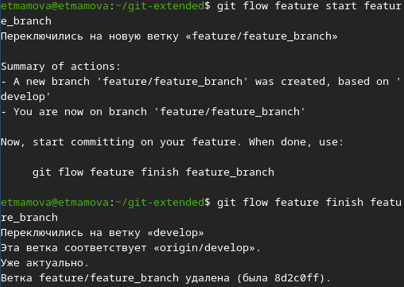 etmamova@etmamova:~/git-extended$ git flow feature start featur
e_branch
Переключились на новую ветку «feature/feature_branch»
Summary of actions:
- A new branch 'feature/feature_branch' was created, based on '
develop'
- You are now on branch 'feature/feature_branch'
Now, start committing on your feature. When done, use:
git flow feature finish feature_branch
etmamova@etmamova:~/git-extended$ git flow feature finish featu
re_branch
Переключились на ветку «develop»
Эта ветка соответствует «origin/develop».
Уже актуально.
Ветка feature/feature_branch удалена (была 8d2c0ff).